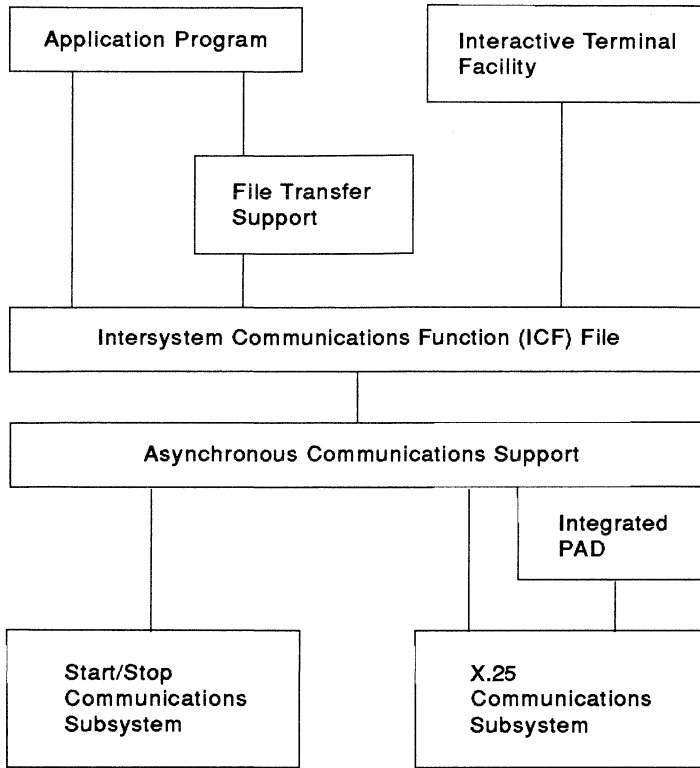 Application Program
Interactive Terminal
Facility
File Transfer
Support
Intersystem Communications Function (ICF) File
Asynchronous Communications Support
Integrated
PAD
Start/Stop
Communications
Subsystem
X.25
Communications
Subsystem